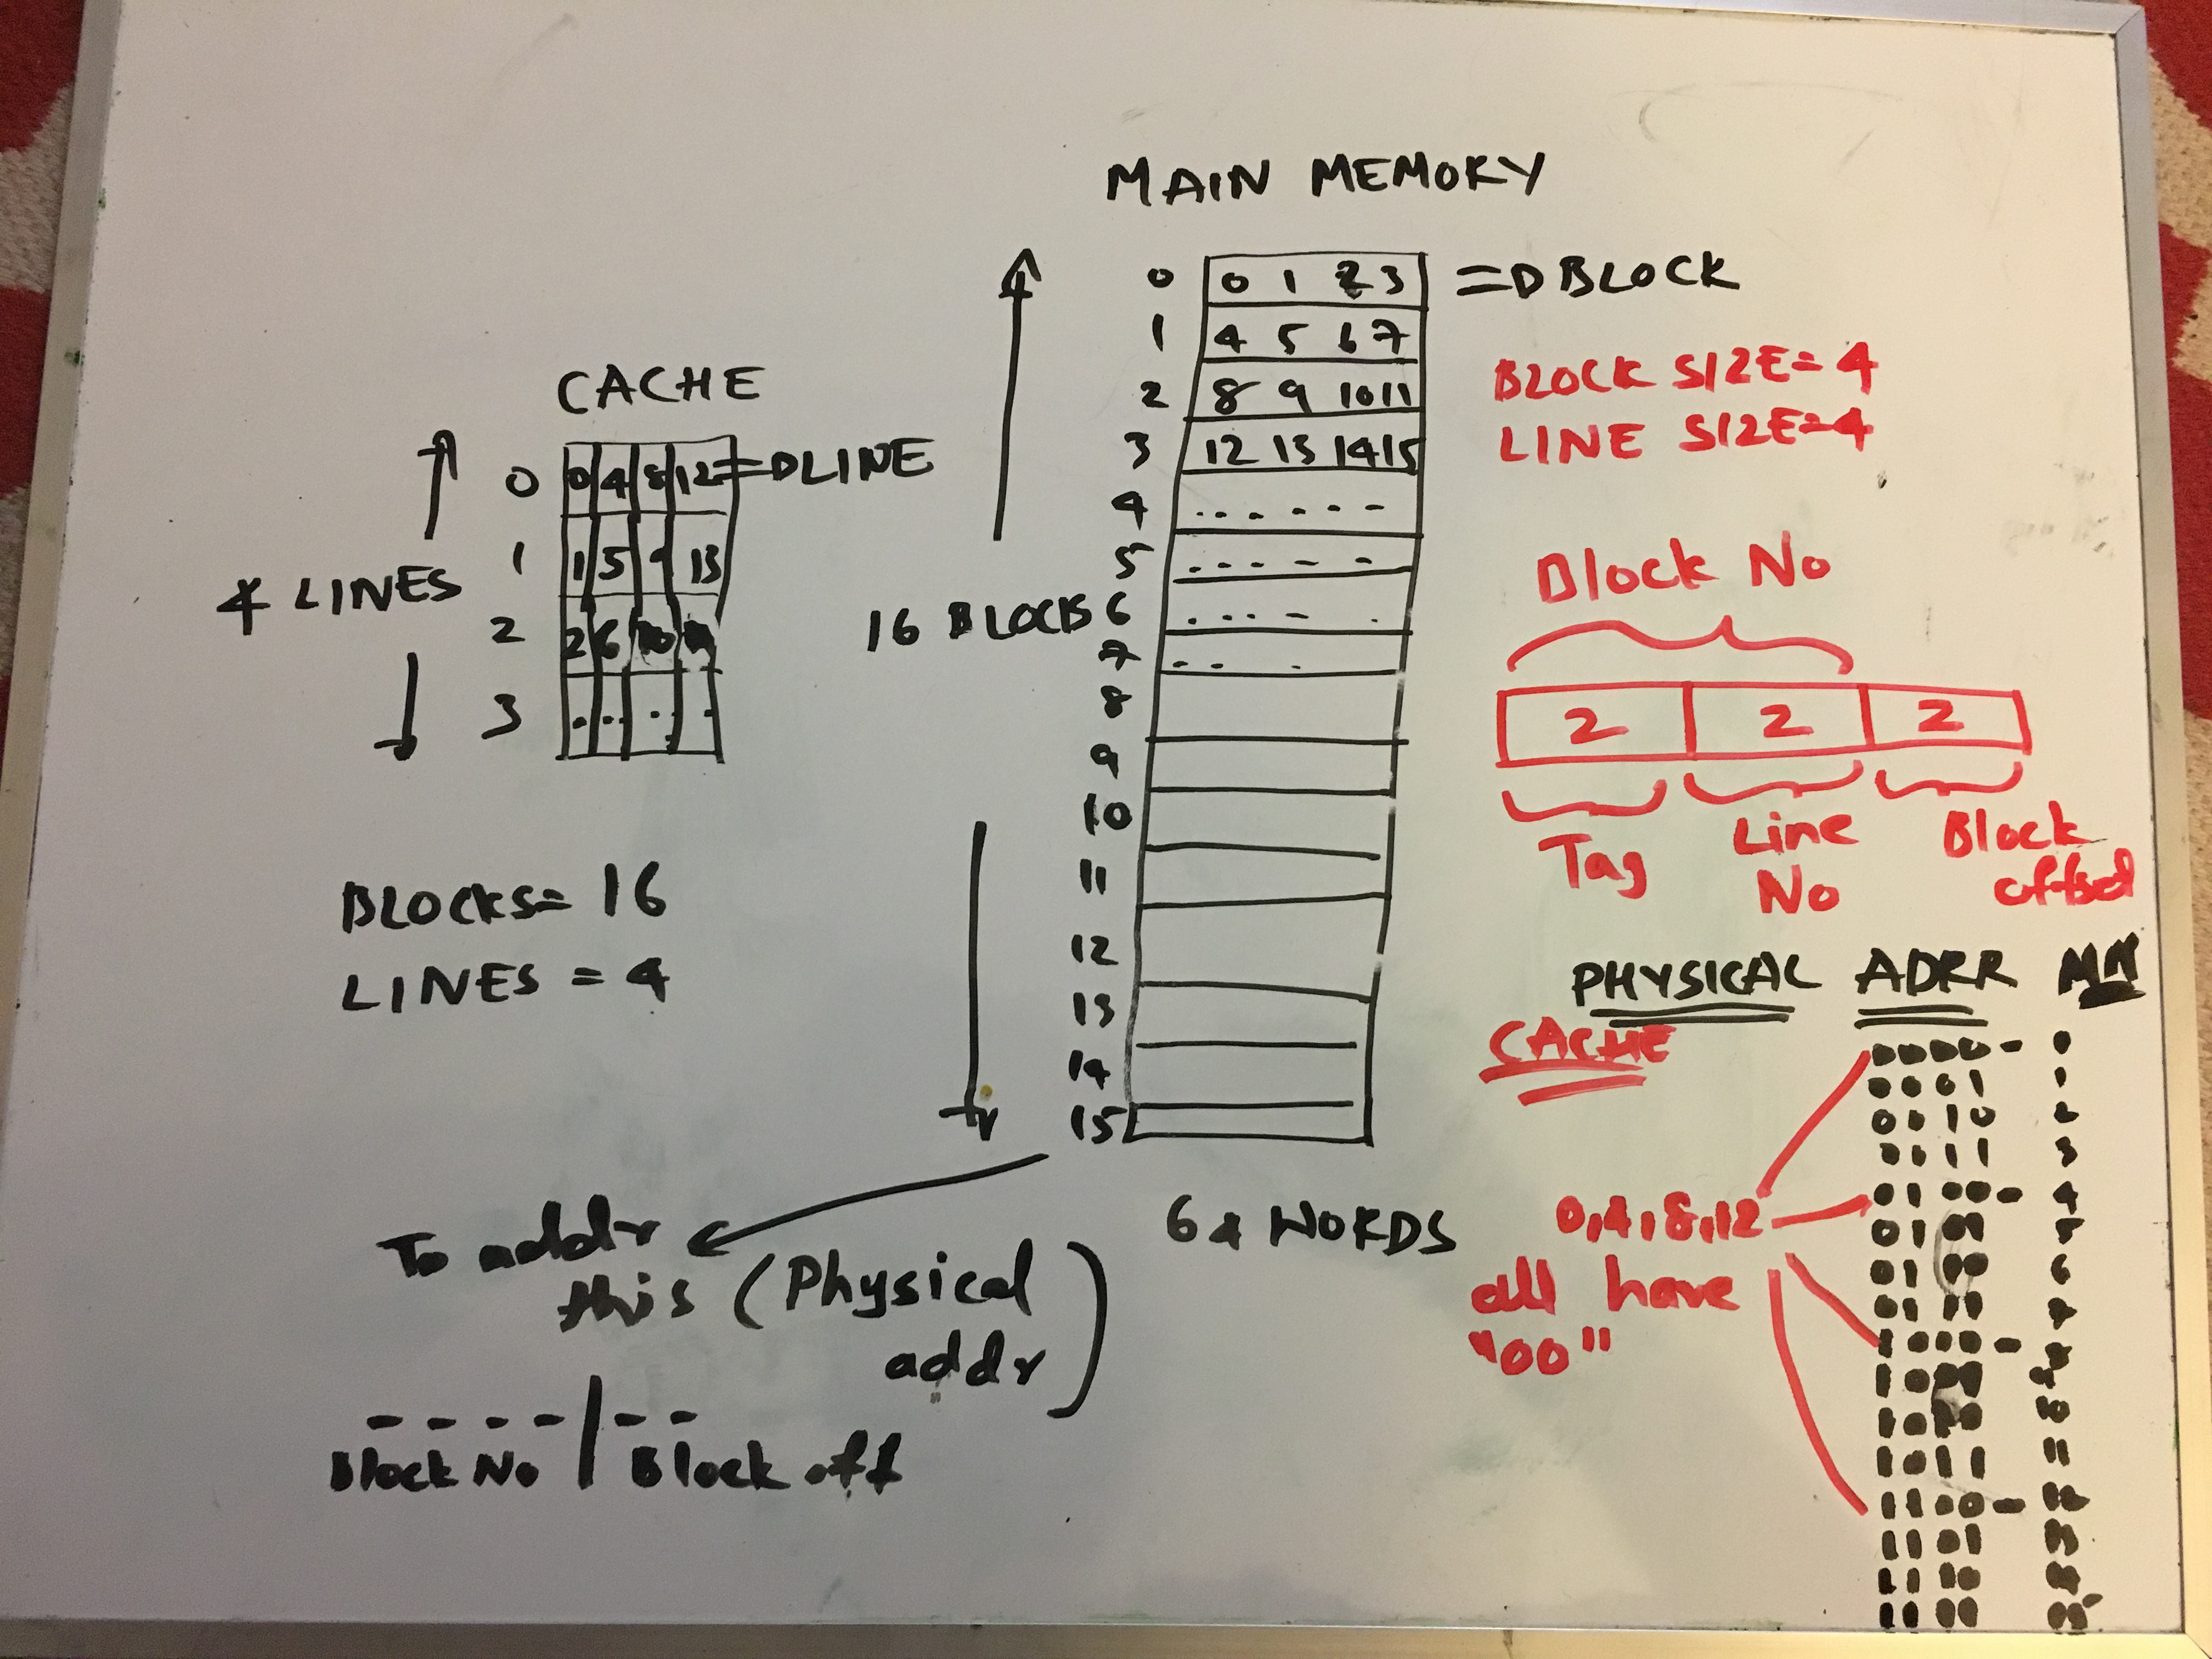 CACHE
4 LINES
0 0 4 8 12 ⇒ LINE
1 1 5 9 13
2 2 6 10
3
BLOCKS = 16
LINES = 4
To addr
this (Physical
addr)
- - - - / - -
Block No / Block off
MAIN MEMORY
16 BLOCKS
0 0 1 2 3 ⇒ BLOCK
1 4 5 6 7
2 8 9 10 11
3 12 13 14 15
4
5
6
7
8
9
10
11
12
13
14
15
64 WORDS
BLOCK SIZE = 4
LINE SIZE = 4
Block No
2 2 2
Tag Line No Block offset
PHYSICAL ADDR
CACHE
0,4,8,12
all have
"00"